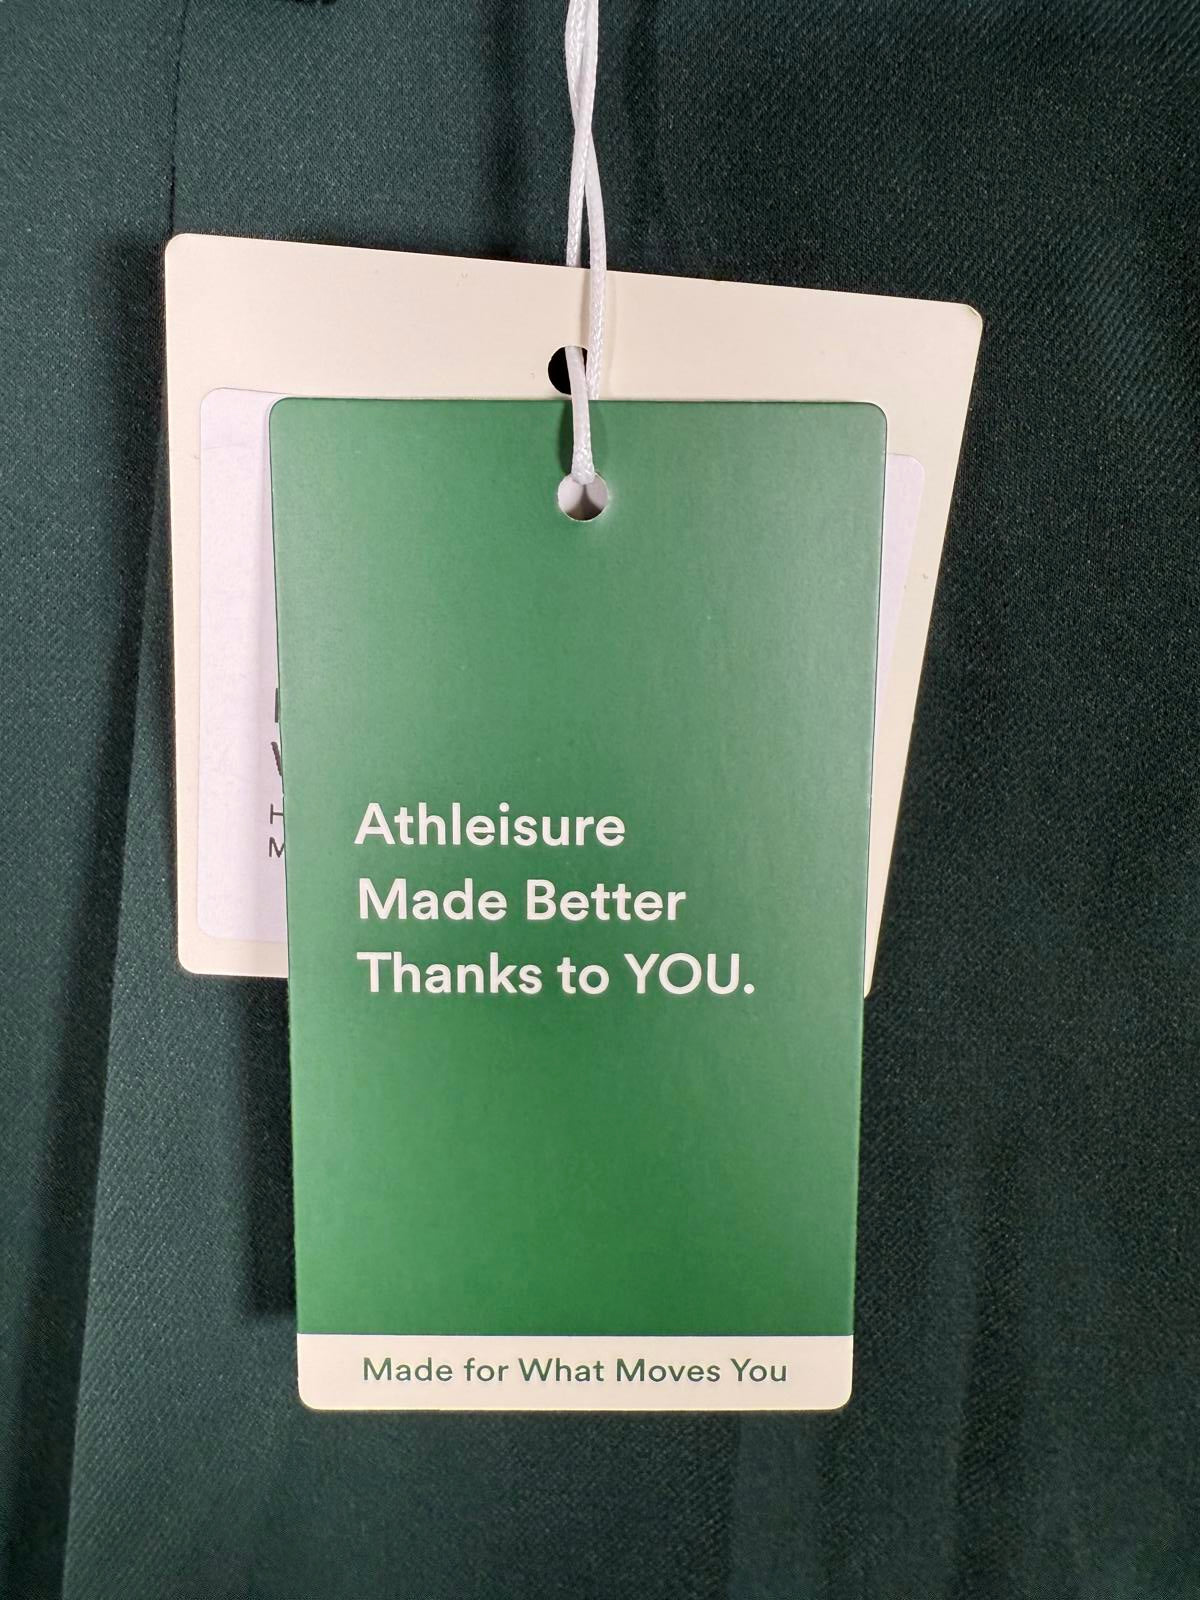 Athleisure
Made Better
Thanks to YOU.
Made for What Moves You